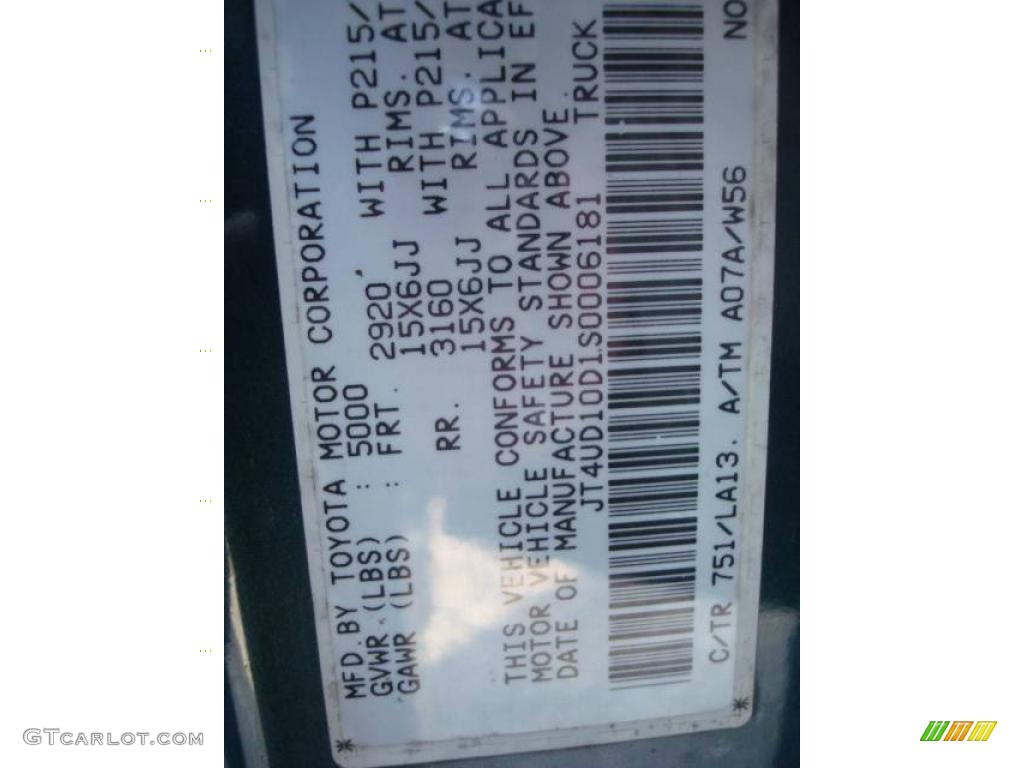 MFD.BY TOYOTA MOTOR CORPORATION
GVWR (LBS) : 5000
GAWR (LBS) : FRT. 2920, WITH P215/
15X6JJ RIMS. AT
RR. 3160 WITH P215/
15X6JJ RIMS. AT
THIS VEHICLE CONFORMS TO ALL APPLICA
MOTOR VEHICLE SAFETY STANDARDS IN EF
DATE OF MANUFACTURE SHOWN ABOVE.
JT4UD10D1S0006181 TRUCK
C/TR 751/LA13. A/TM A07A/W56 NO
GTCARLOT.COM